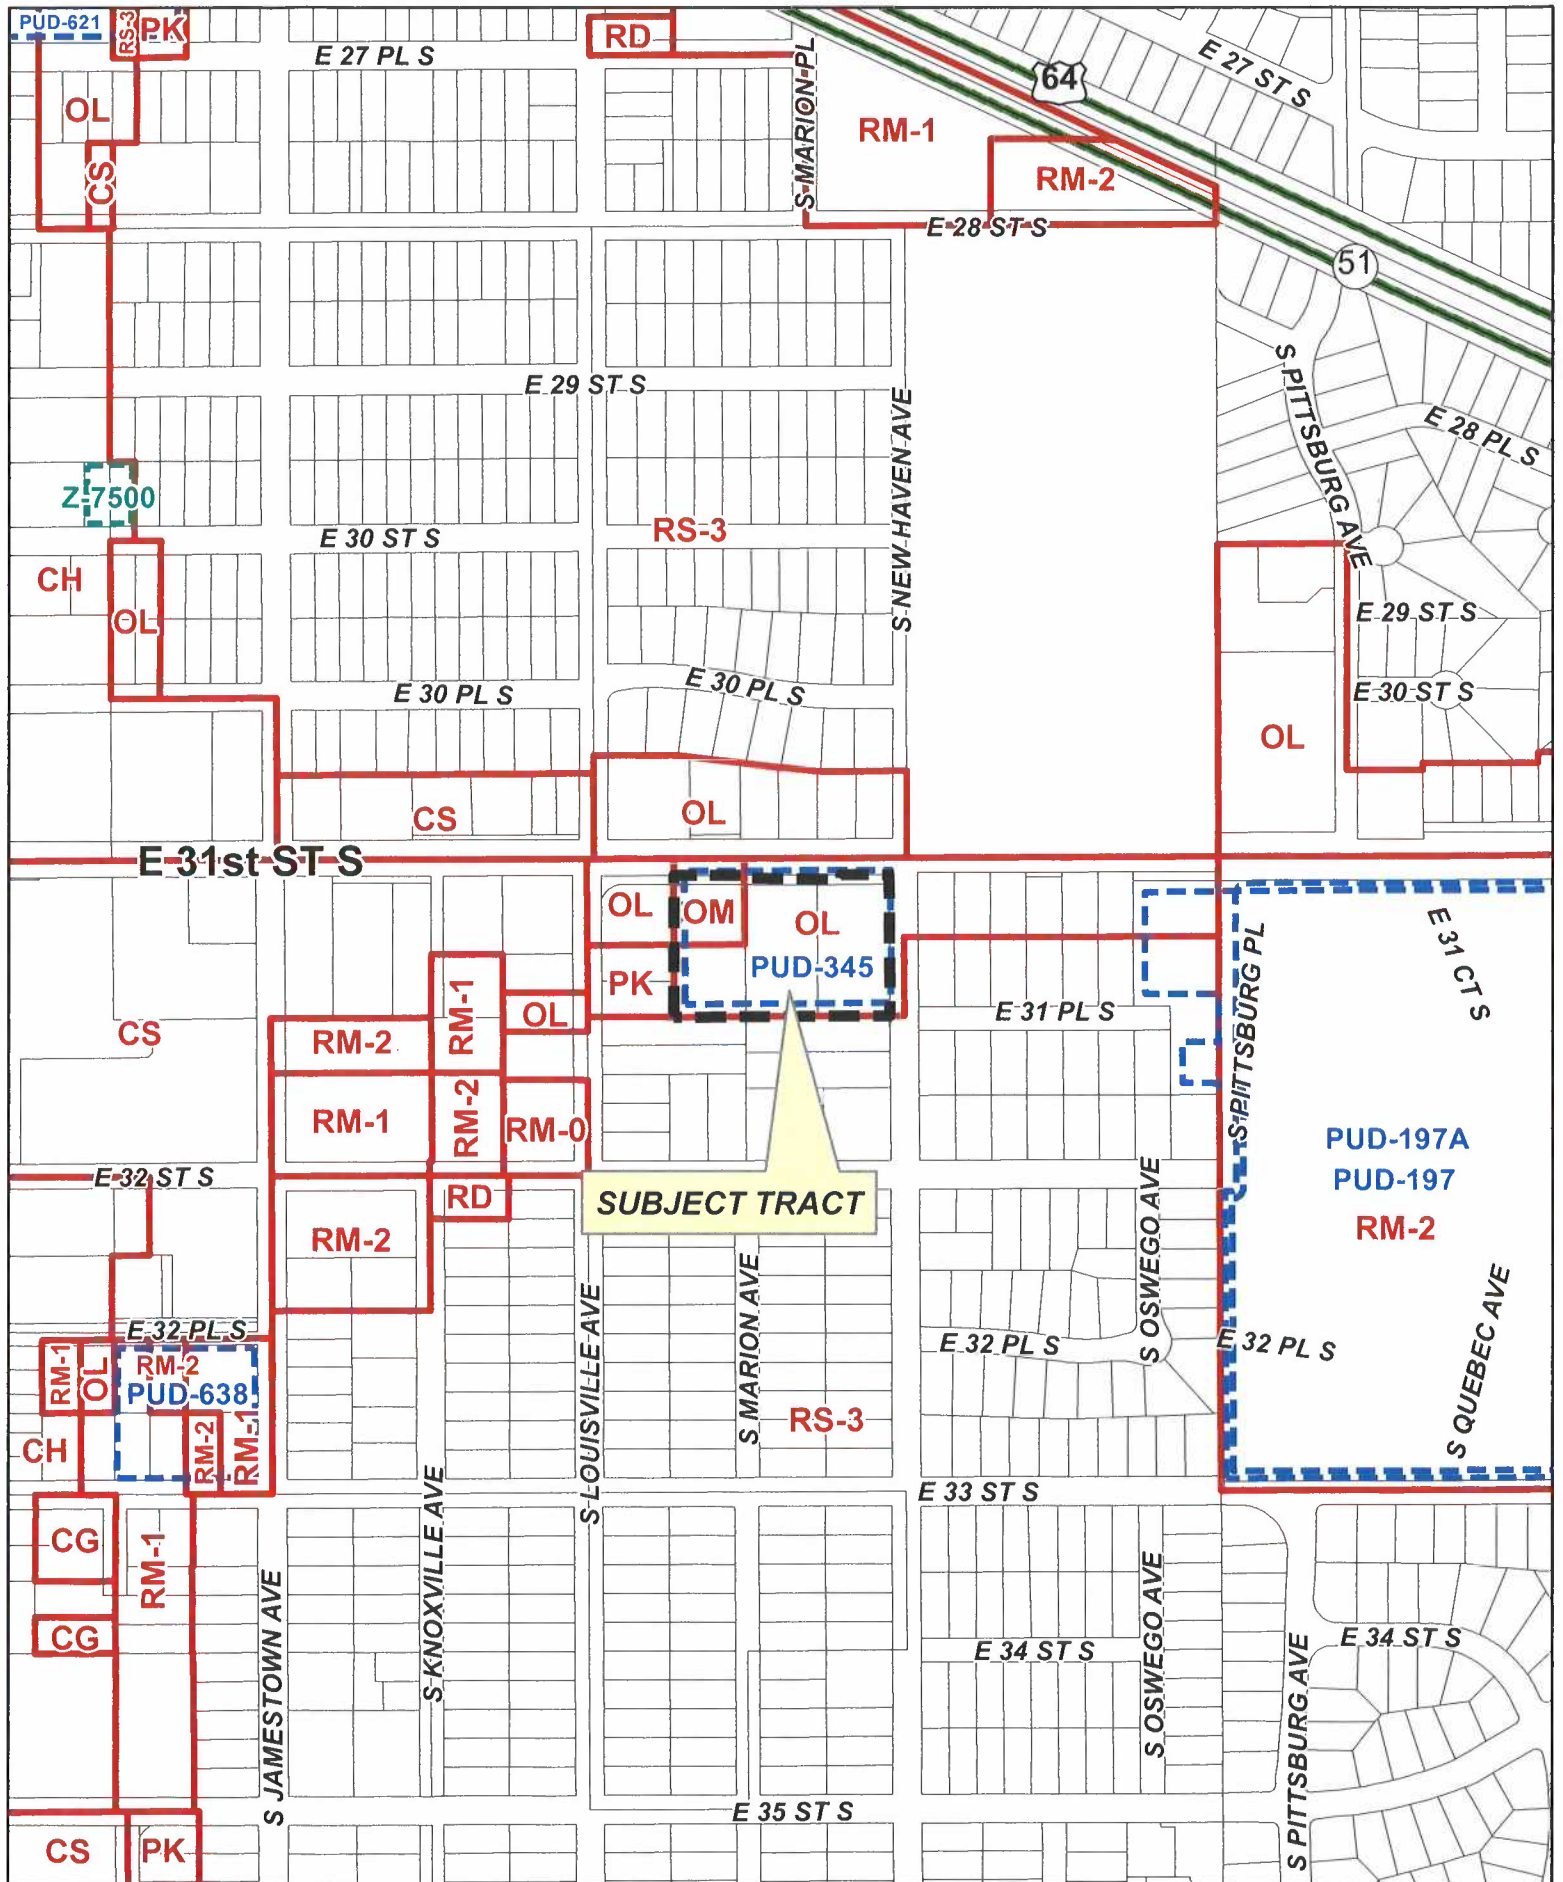 PUD-621
RS-3
PK
RD
E 27 PL S
S MARION PL
64
E 27 ST S
OL
RM-1
CS
RM-2
E 28 ST S
51
E 29 ST S
S NEW HAVEN AVE
S PITTSBURG AVE
E 28 PL S
Z-7500
E 30 ST S
RS-3
CH
OL
E 29 ST S
E 30 PL S
E 30 PL S
E 30 ST S
OL
CS
OL
E 31st ST S
OL
OM
OL
PUD-345
PK
S PITTSBURG PL
E 31 CT S
RM-1
OL
E 31 PL S
CS
RM-2
RM-1
RM-2
RM-0
PUD-197A
PUD-197
RM-2
E 32 ST S
RD
SUBJECT TRACT
RM-2
S OSWEGO AVE
S LOUISVILLE AVE
S MARION AVE
E 32 PL S
E 32 PL S
E 32 PL S
S QUEBEC AVE
RM-1
OL
RM-2
PUD-638
RS-3
CH
RM-2
RM-1
S KNOXVILLE AVE
E 33 ST S
CG
RM-1
S JAMESTOWN AVE
S OSWEGO AVE
CG
E 34 ST S
E 34 ST S
S PITTSBURG AVE
E 35 ST S
CS
PK